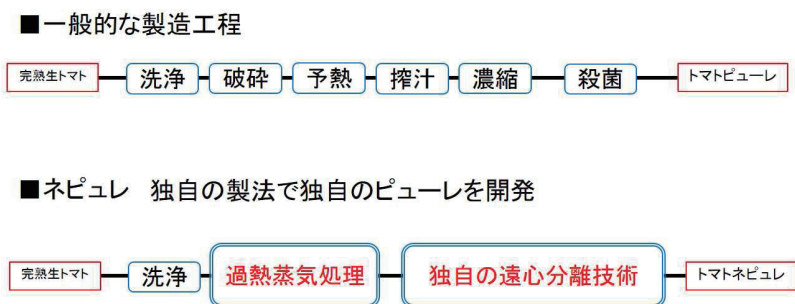 ■一般的な製造工程
完熟生トマト 洗浄 破砕 予熱 搾汁 濃縮 殺菌 トマトピューレ
■ネピュレ 独自の製法で独自のピューレを開発
完熟生トマト 洗浄 過熱蒸気処理 独自の遠心分離技術 トマトネピュレ